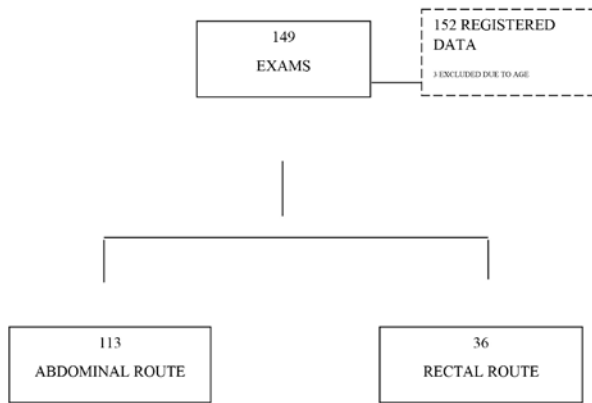 149
EXAMS
152 REGISTERED
DATA
3 EXCLUDED DUE TO AGE
113
ABDOMINAL ROUTE
36
RECTAL ROUTE